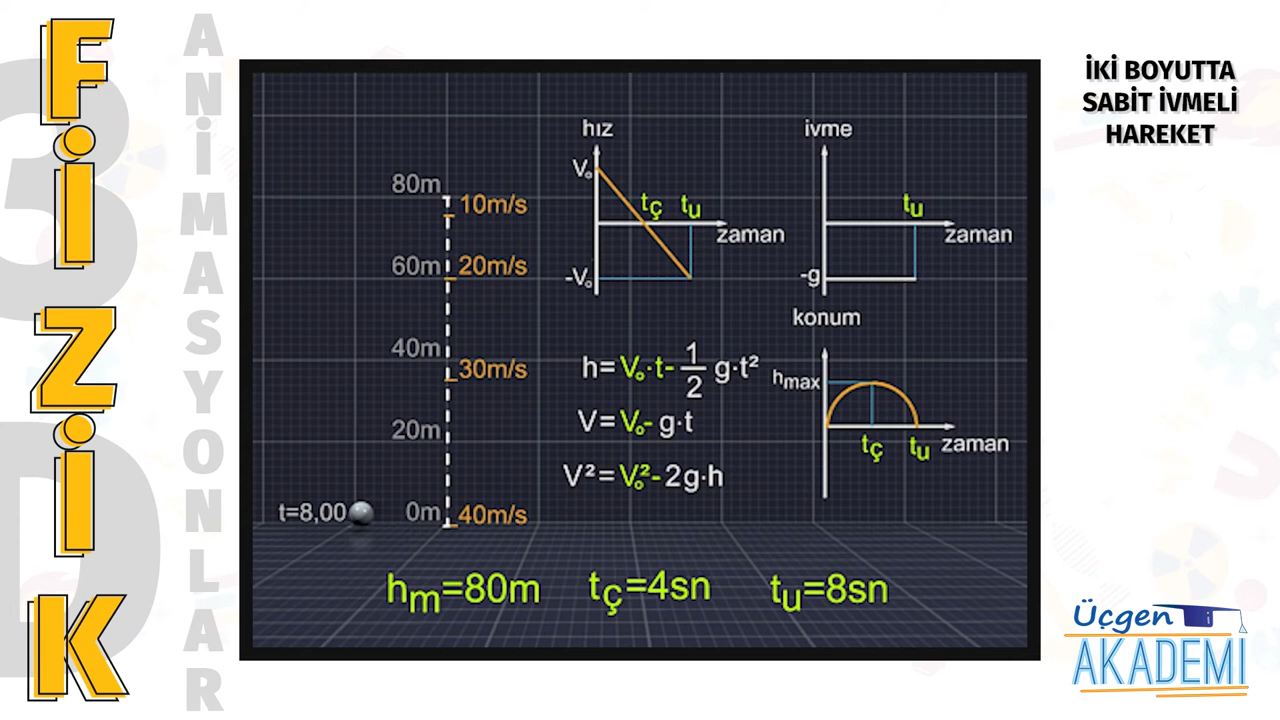 FİZİK
3D
ANİMASYONLAR
İKİ BOYUTTA
SABİT İVMELİ
HAREKET
hız
V₀
tç tu
zaman
-V₀
ivme
tu
zaman
-g
80m
10m/s
60m
20m/s
40m
30m/s
20m
0m
40m/s
t=8,00
h=V₀·t-1/2 g·t²
V=V₀-g·t
V²=V₀²-2g·h
konum
hmax
tç tu
zaman
hm=80m tç=4sn tu=8sn
Üçgen
AKADEMİ